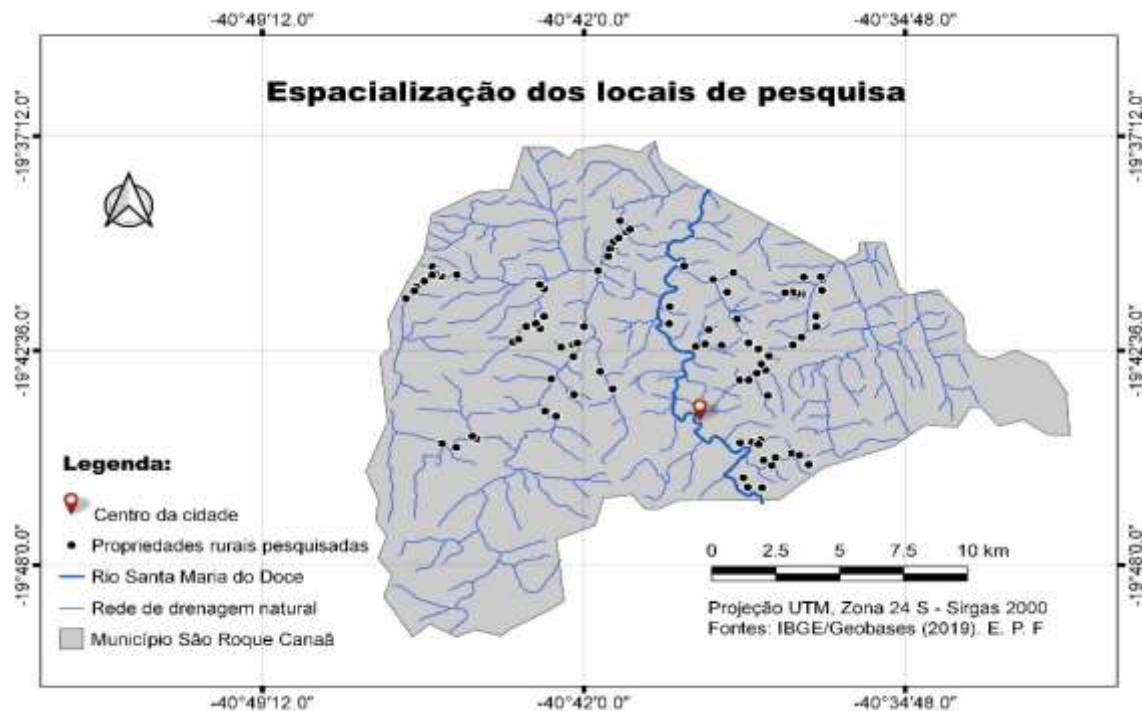 -40°49'12.0" -40°42'0.0" -40°34'48.0"
Espacialização dos locais de pesquisa
-19°37'12.0" -19°37'12.0"
-19°42'36.0" -19°42'36.0"
-19°48'0.0" -19°48'0.0"
Legenda:
Centro da cidade
Propriedades rurais pesquisadas
Rio Santa Maria do Doce
Rede de drenagem natural
Município São Roque Canaã
0 2.5 5 7.5 10 km
Projeção UTM, Zona 24 S - Sirgas 2000
Fontes: IBGE/Geobases (2019). E. P. F
-40°49'12.0" -40°42'0.0" -40°34'48.0"